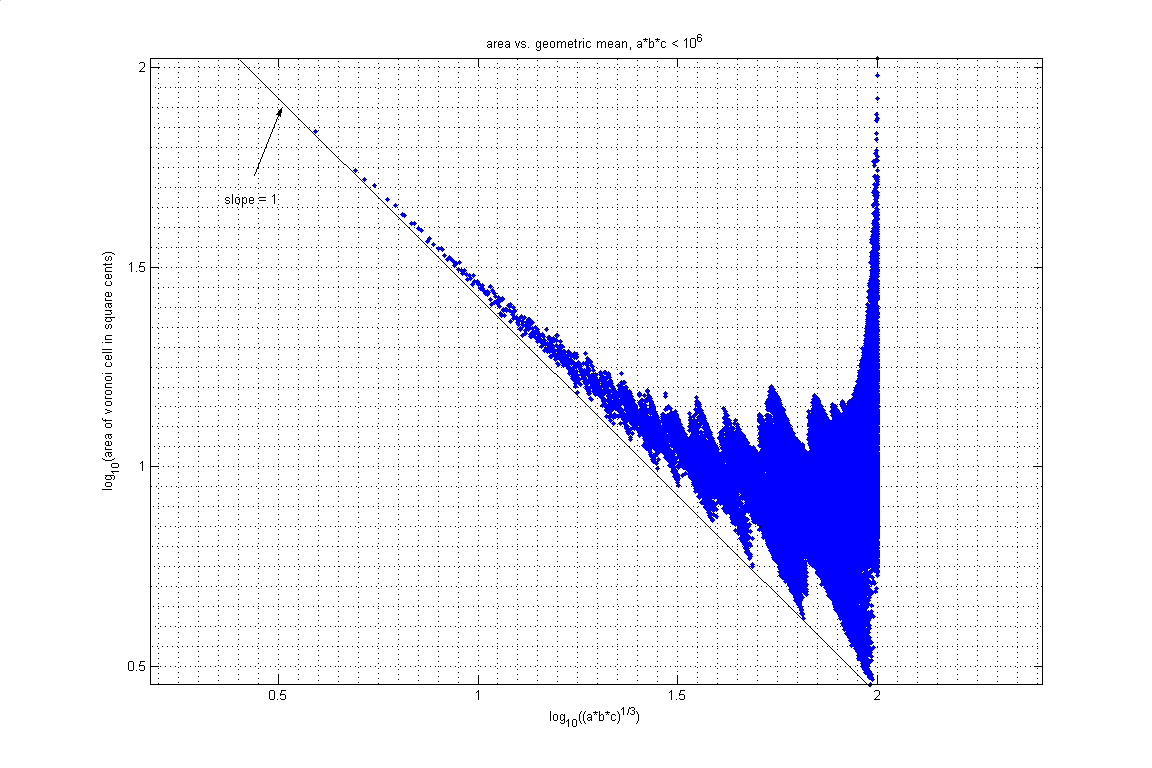 area vs. geometric mean, a*b*c < 10^6
2
1.5
1
0.5
slope = 1
log10(area of voronoi cell in square cents)
0.5
1
1.5
2
log10((a*b*c)^1/3)